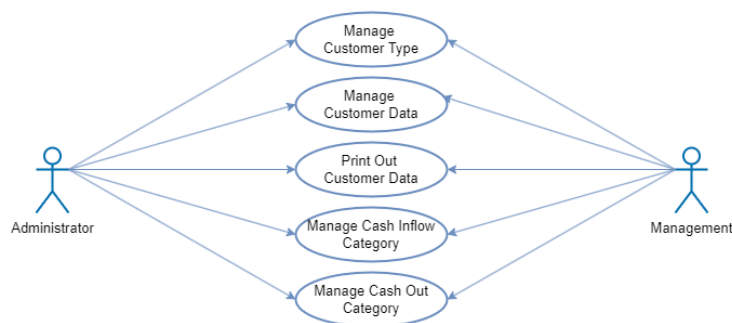 Manage
Customer Type
Manage
Customer Data
Print Out
Customer Data
Administrator
Management
Manage Cash Inflow
Category
Manage Cash Out
Category